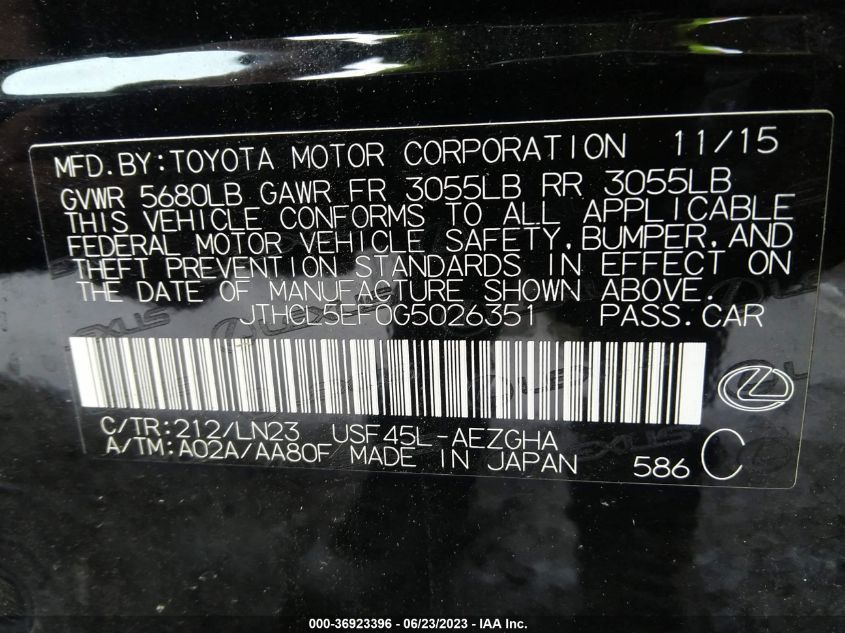 MFD.BY:TOYOTA MOTOR CORPORATION 11/15
GVWR 5680LB GAWR FR 3055LB RR 3055LB
THIS VEHICLE CONFORMS TO ALL APPLICABLE
FEDERAL MOTOR VEHICLE SAFETY,BUMPER,AND
THEFT PREVENTION STANDARDS IN EFFECT ON
THE DATE OF MANUFACTURE SHOWN ABOVE.
JTHCL5EF0G5026351 PASS.CAR
C/TR:212/LN23 USF45L-AEZGHA
A/TM:A02A/AA80F MADE IN JAPAN 586 C
000-36923396 - 06/23/2023 - IAA Inc.